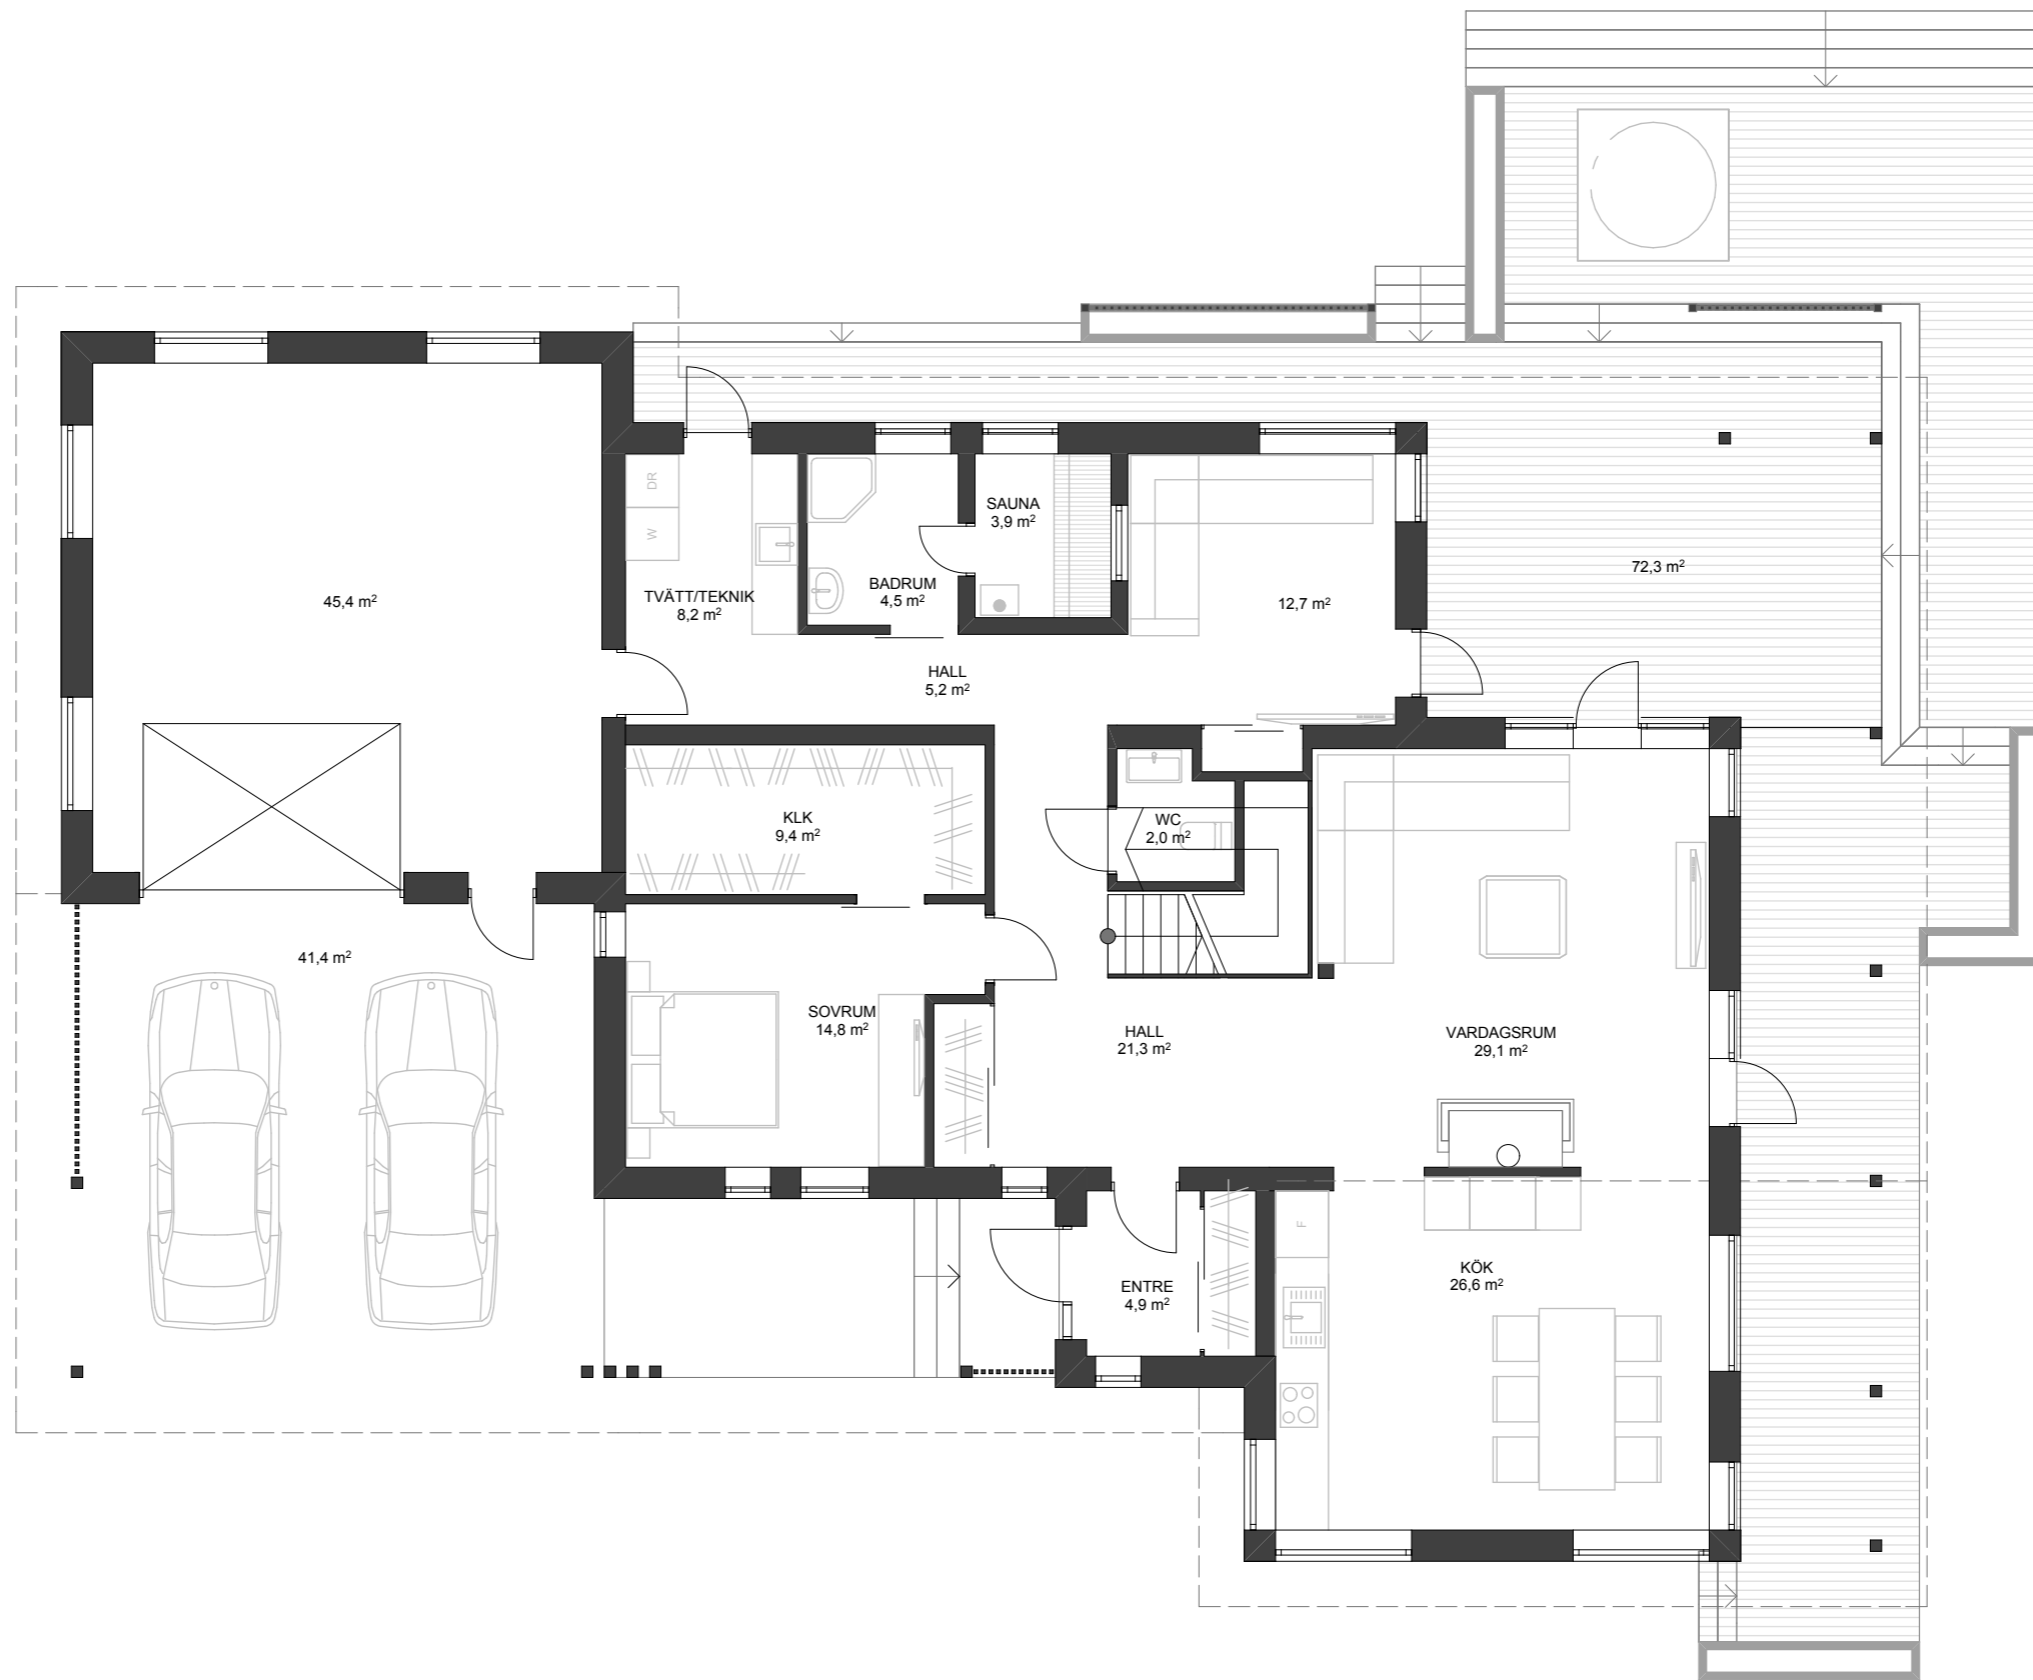 DR
W
SAUNA
3,9 m²
45,4 m²
TVÄTT/TEKNIK
8,2 m²
BADRUM
4,5 m²
12,7 m²
72,3 m²
HALL
5,2 m²
KLK
9,4 m²
WC
2,0 m²
41,4 m²
SOVRUM
14,8 m²
HALL
21,3 m²
VARDAGSRUM
29,1 m²
F
ENTRE
4,9 m²
KÖK
26,6 m²